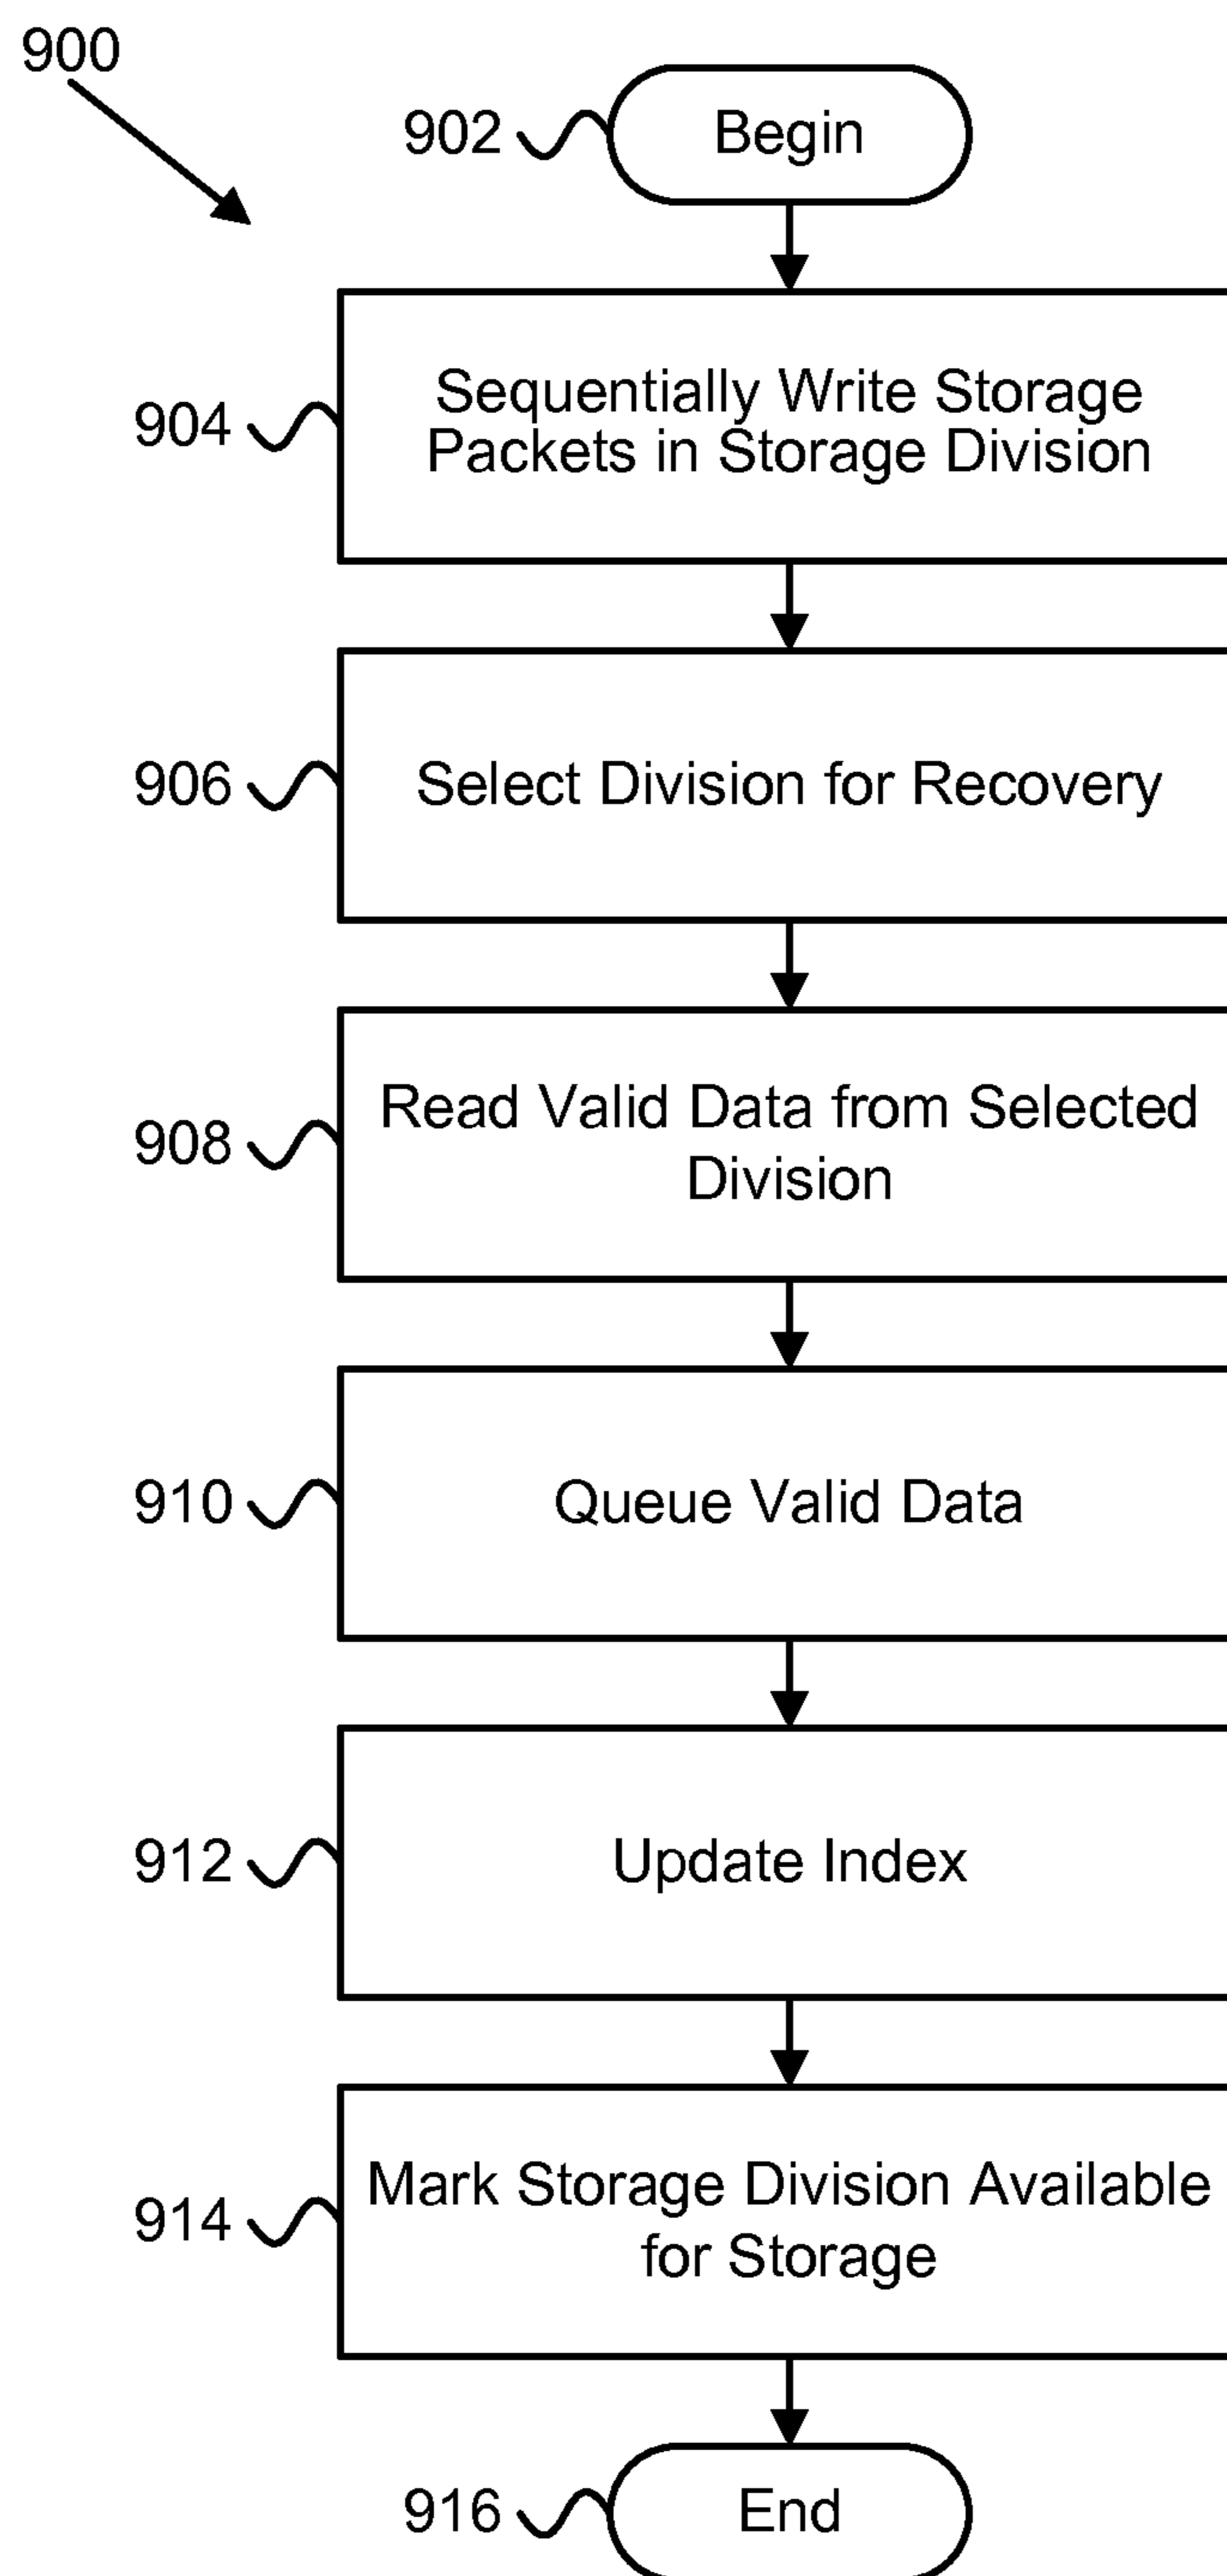 900
902
Begin
904
Sequentially Write Storage
Packets in Storage Division
906
Select Division for Recovery
908
Read Valid Data from Selected
Division
910
Queue Valid Data
912
Update Index
914
Mark Storage Division Available
for Storage
916
End